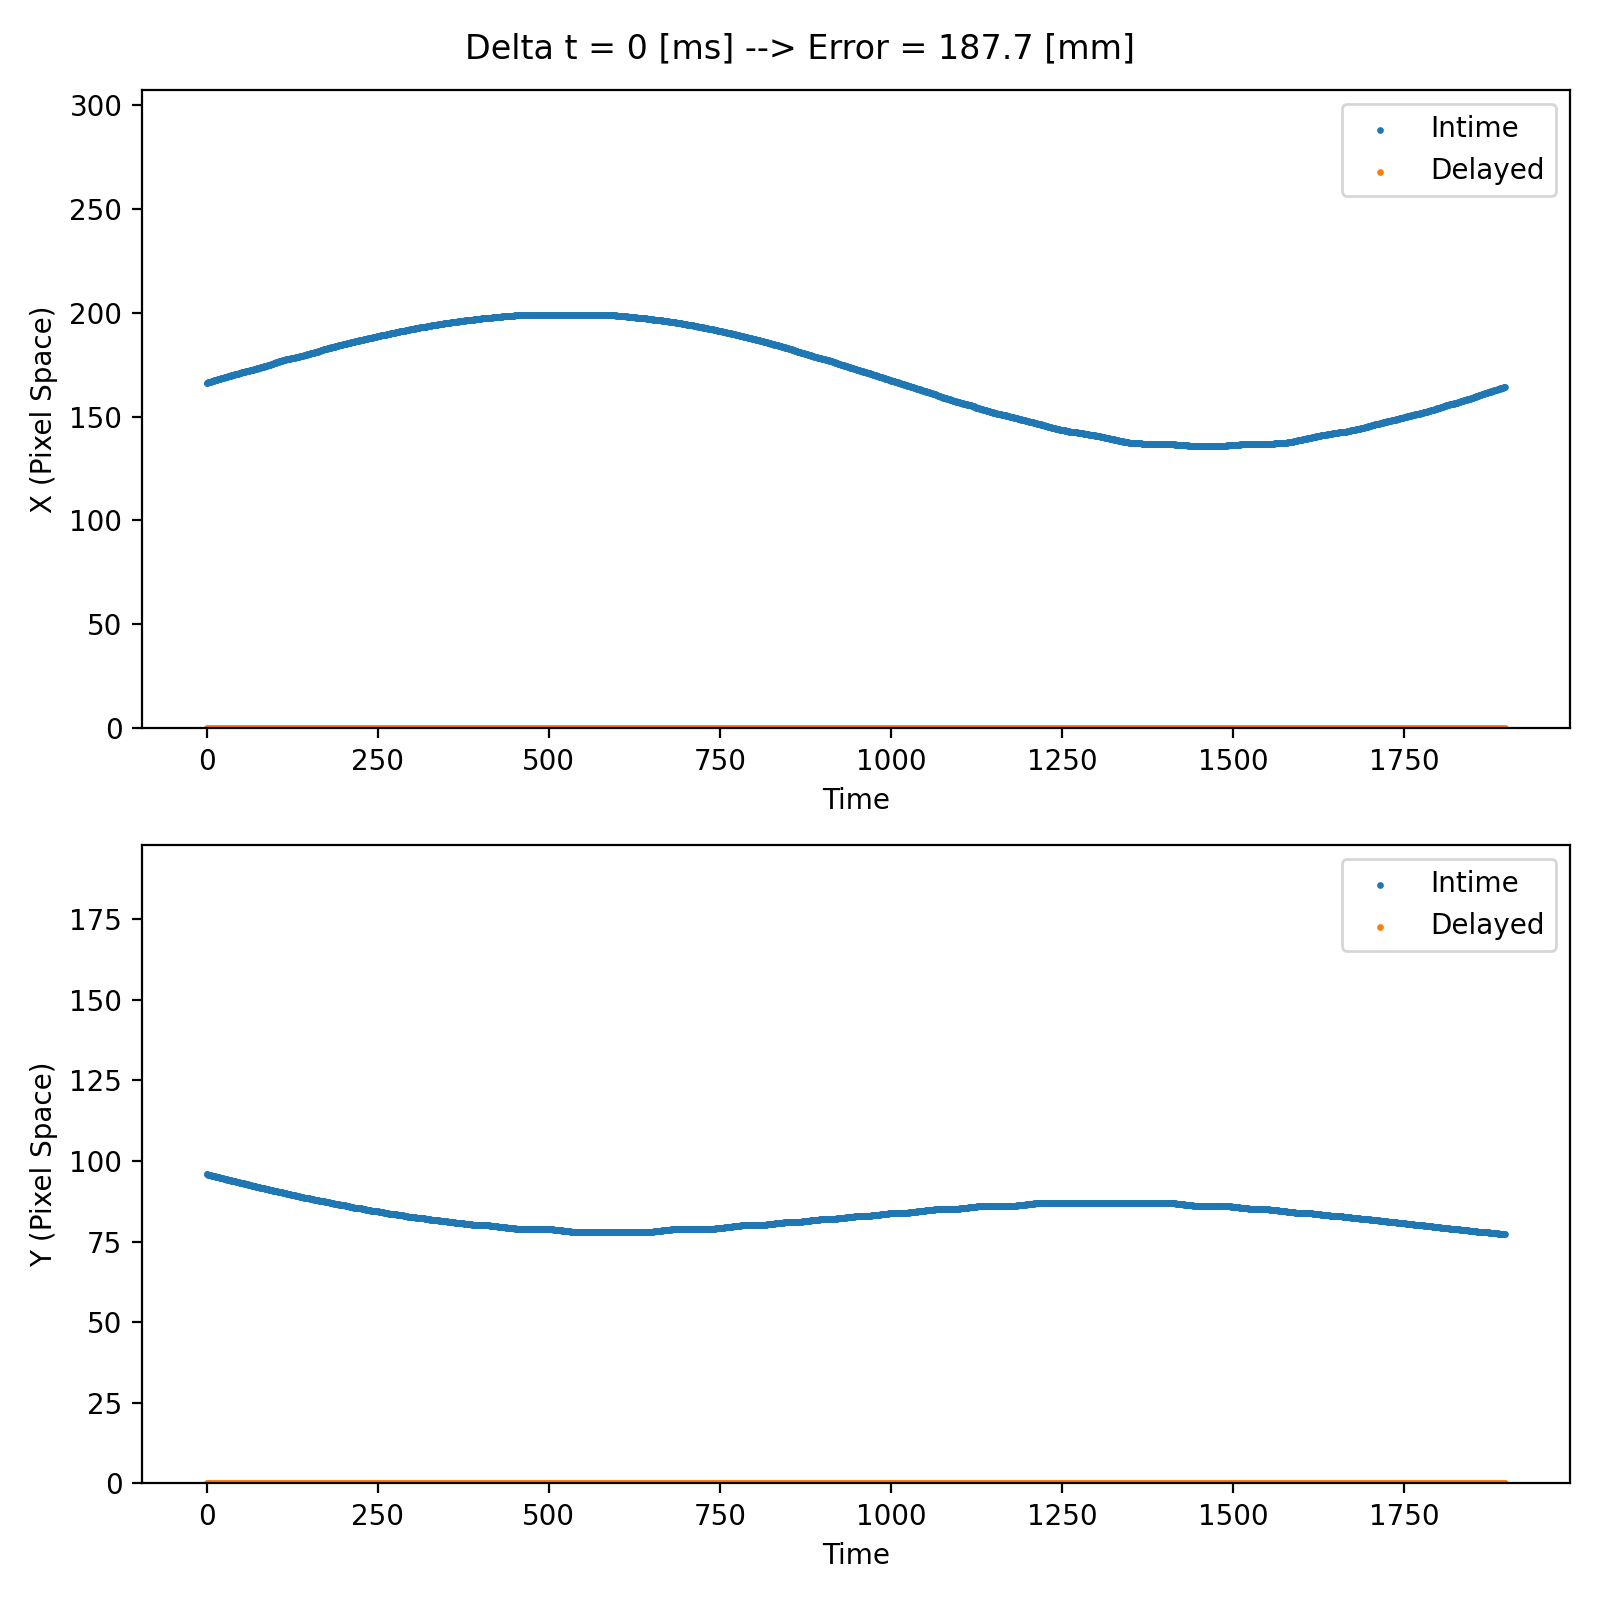 Delta t = 0 [ms] --> Error = 187.7 [mm]
300
250
200
150
100
50
0
X (Pixel Space)
Intime
Delayed
0 250 500 750 1000 1250 1500 1750
Time
175
150
125
100
75
50
25
0
Y (Pixel Space)
Intime
Delayed
0 250 500 750 1000 1250 1500 1750
Time